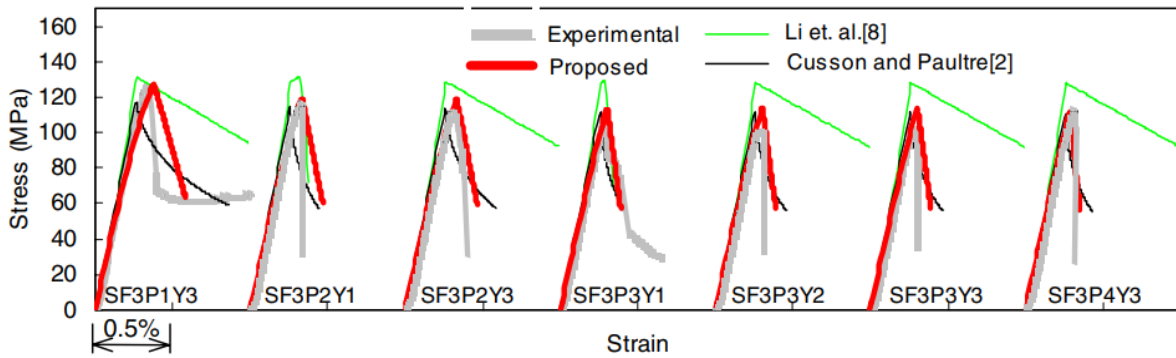 160
140
120
100
80
60
40
20
0
Stress (MPa)
Experimental
Proposed
Li et. al.[8]
Cusson and Paultre[2]
SF3P1Y3 SF3P2Y1 SF3P2Y3 SF3P3Y1 SF3P3Y2 SF3P3Y3 SF3P4Y3
0.5%
Strain